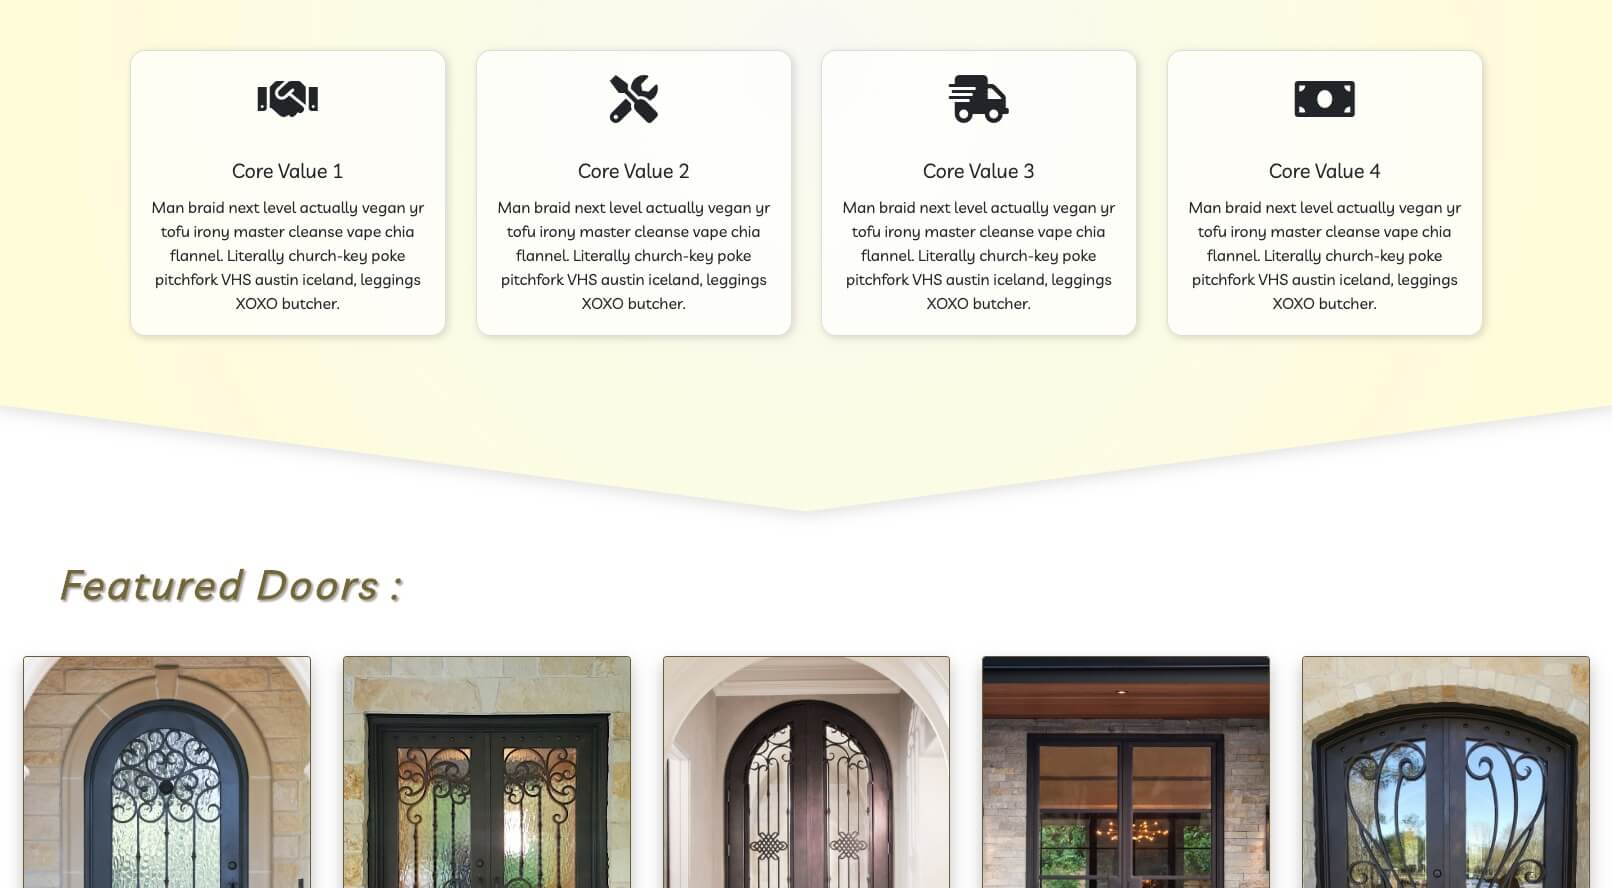 Core Value 1
Man braid next level actually vegan yr
tofu irony master cleanse vape chia
flannel. Literally church-key poke
pitchfork VHS austin iceland, leggings
XOXO butcher.
Core Value 2
Man braid next level actually vegan yr
tofu irony master cleanse vape chia
flannel. Literally church-key poke
pitchfork VHS austin iceland, leggings
XOXO butcher.
Core Value 3
Man braid next level actually vegan yr
tofu irony master cleanse vape chia
flannel. Literally church-key poke
pitchfork VHS austin iceland, leggings
XOXO butcher.
Core Value 4
Man braid next level actually vegan yr
tofu irony master cleanse vape chia
flannel. Literally church-key poke
pitchfork VHS austin iceland, leggings
XOXO butcher.
Featured Doors :